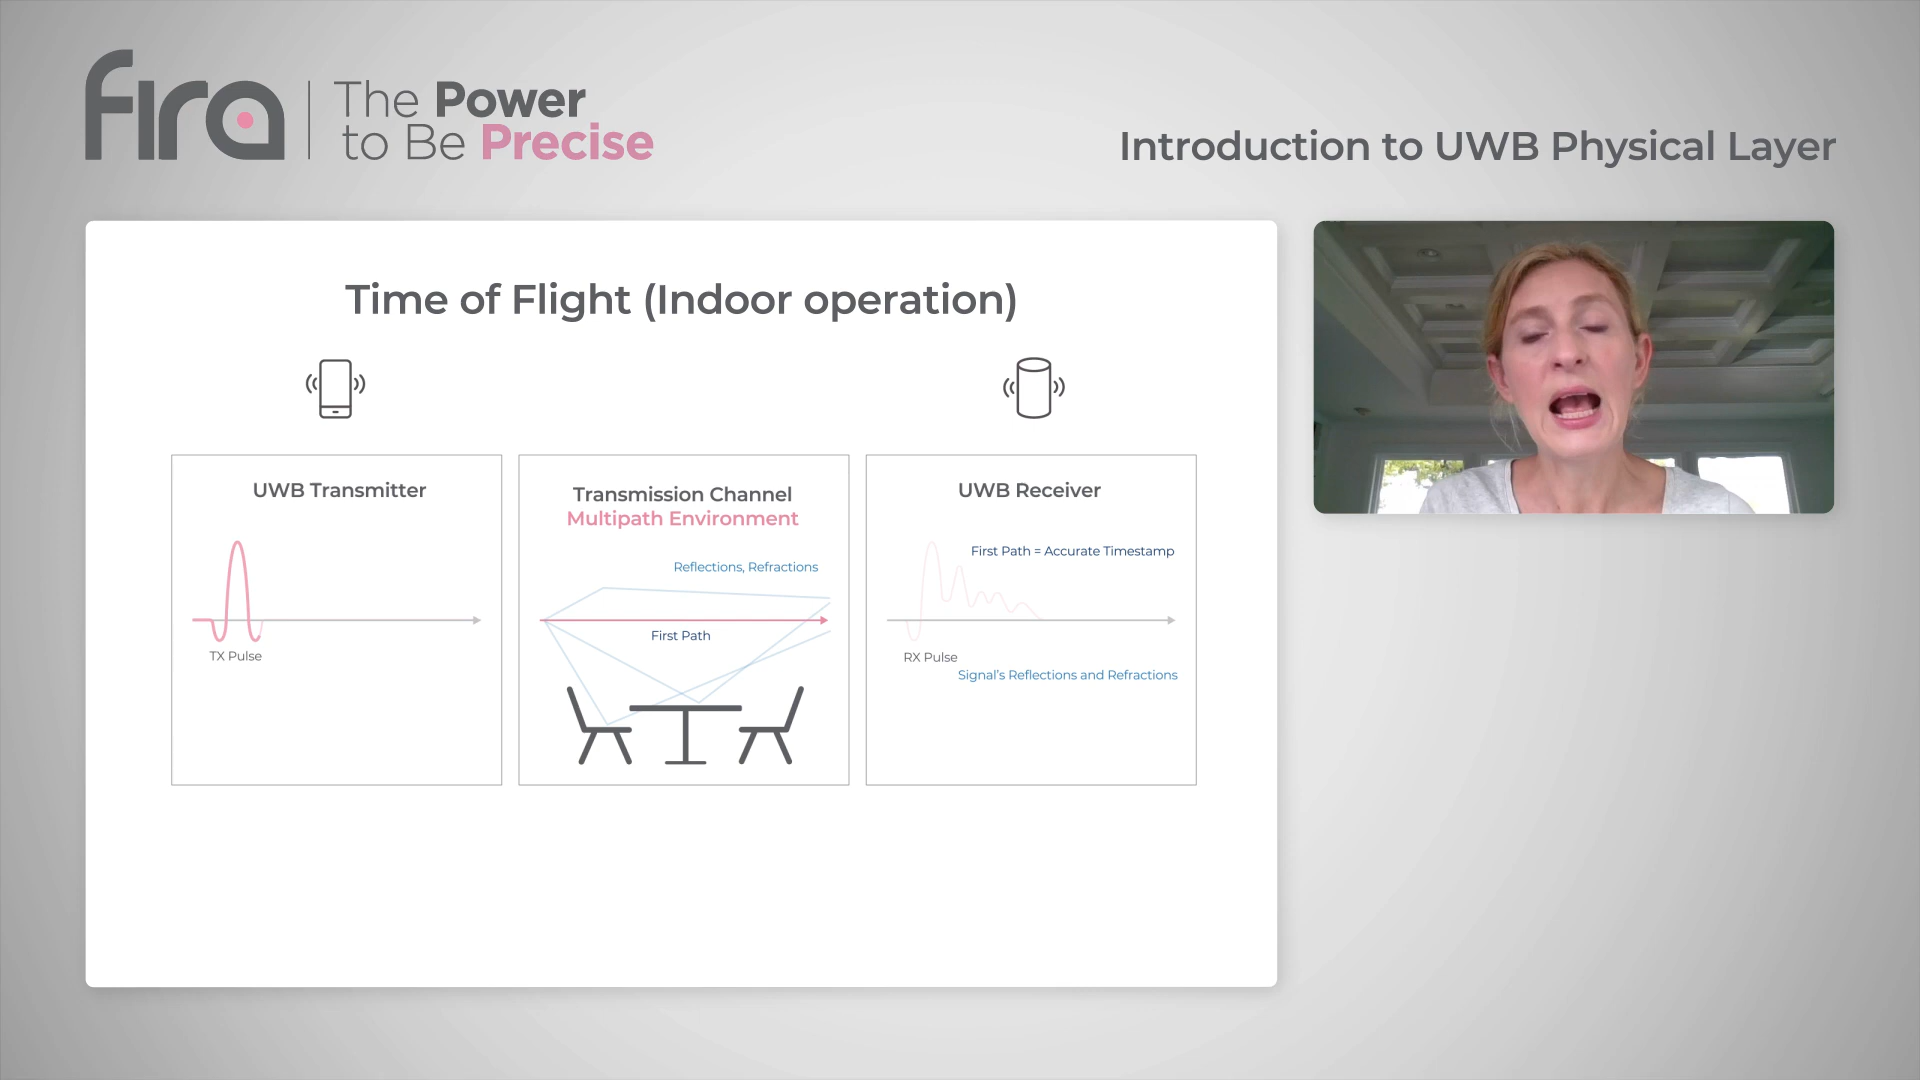 fira
The Power
to Be Precise
Introduction to UWB Physical Layer
Time of Flight (Indoor operation)
UWB Transmitter
TX Pulse
Transmission Channel
Multipath Environment
Reflections, Refractions
First Path
UWB Receiver
First Path = Accurate Timestamp
RX Pulse
Signal's Reflections and Refractions